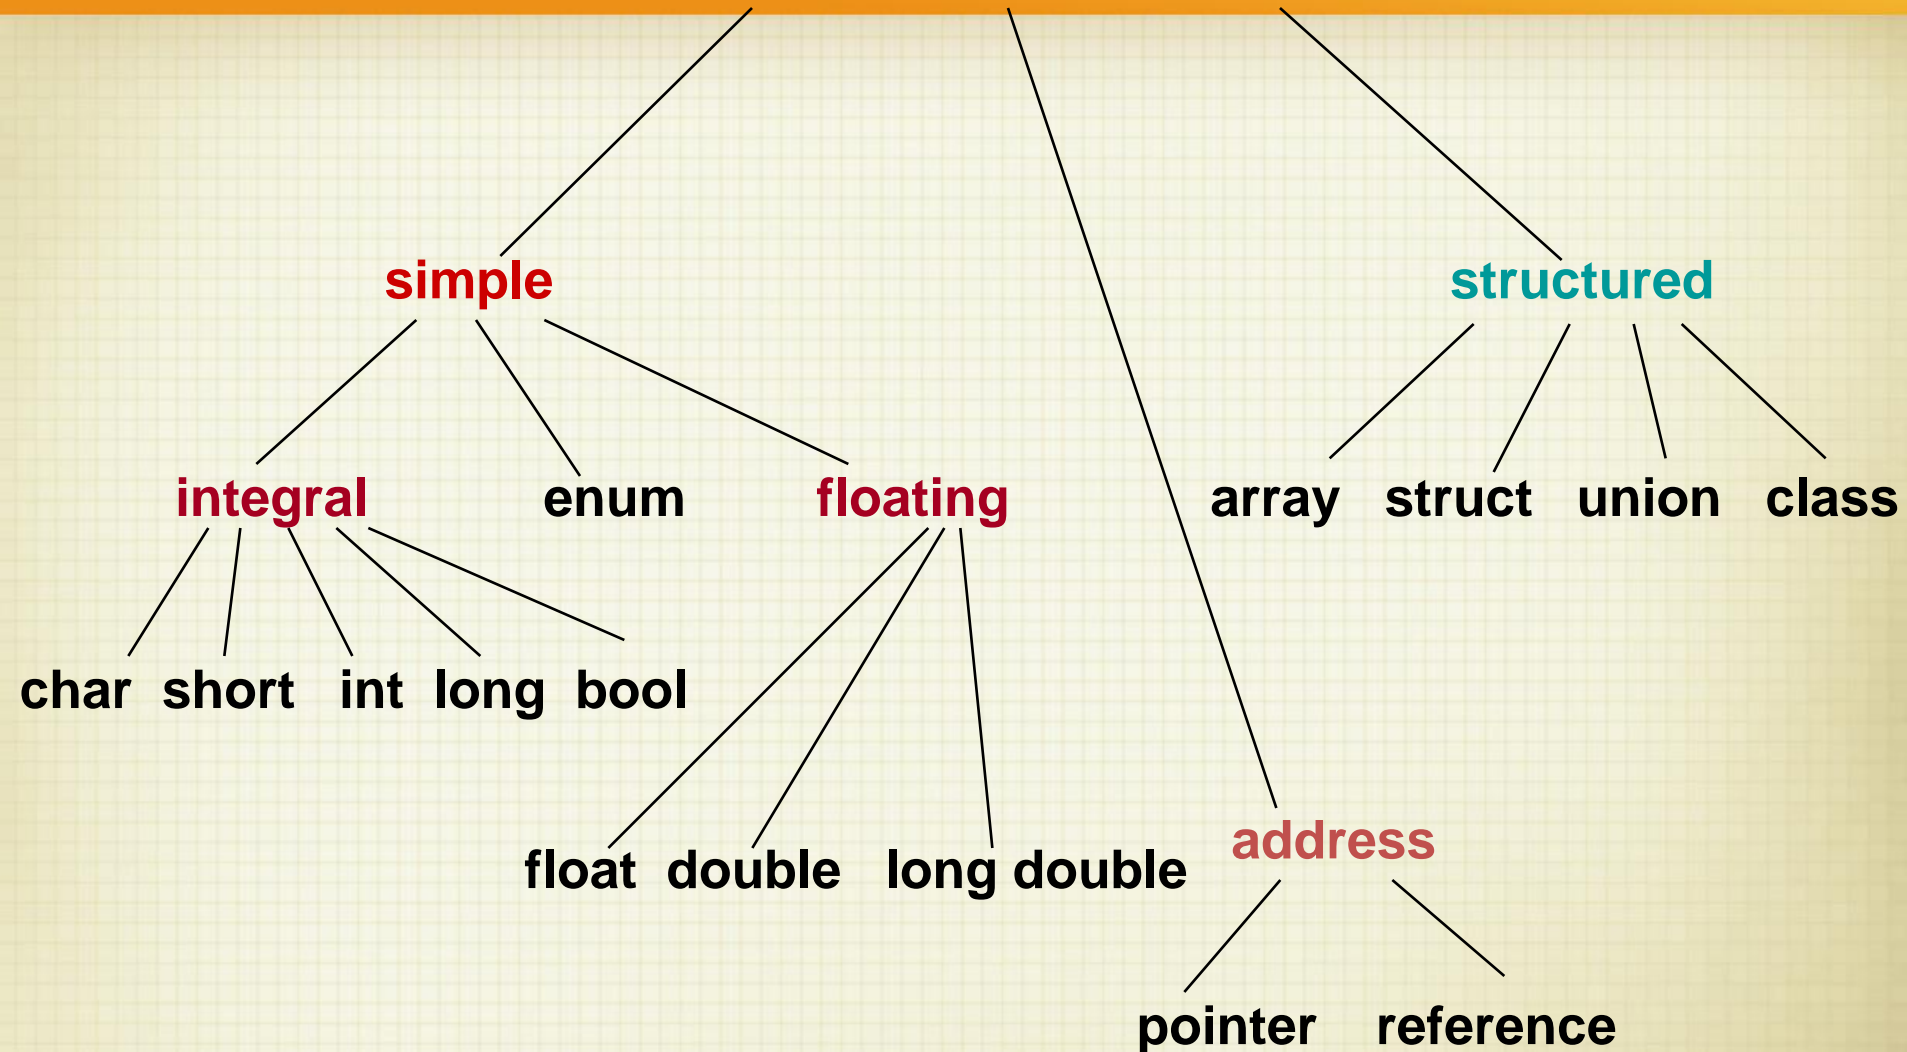 simple structured
integral enum floating array struct union class
char short int long bool
address
float double long double
pointer reference